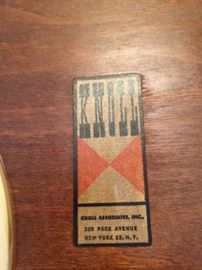 KNOLL
KNOLL ASSOCIATES, INC.,
320 PARK AVENUE
NEW YORK 22, N.Y.